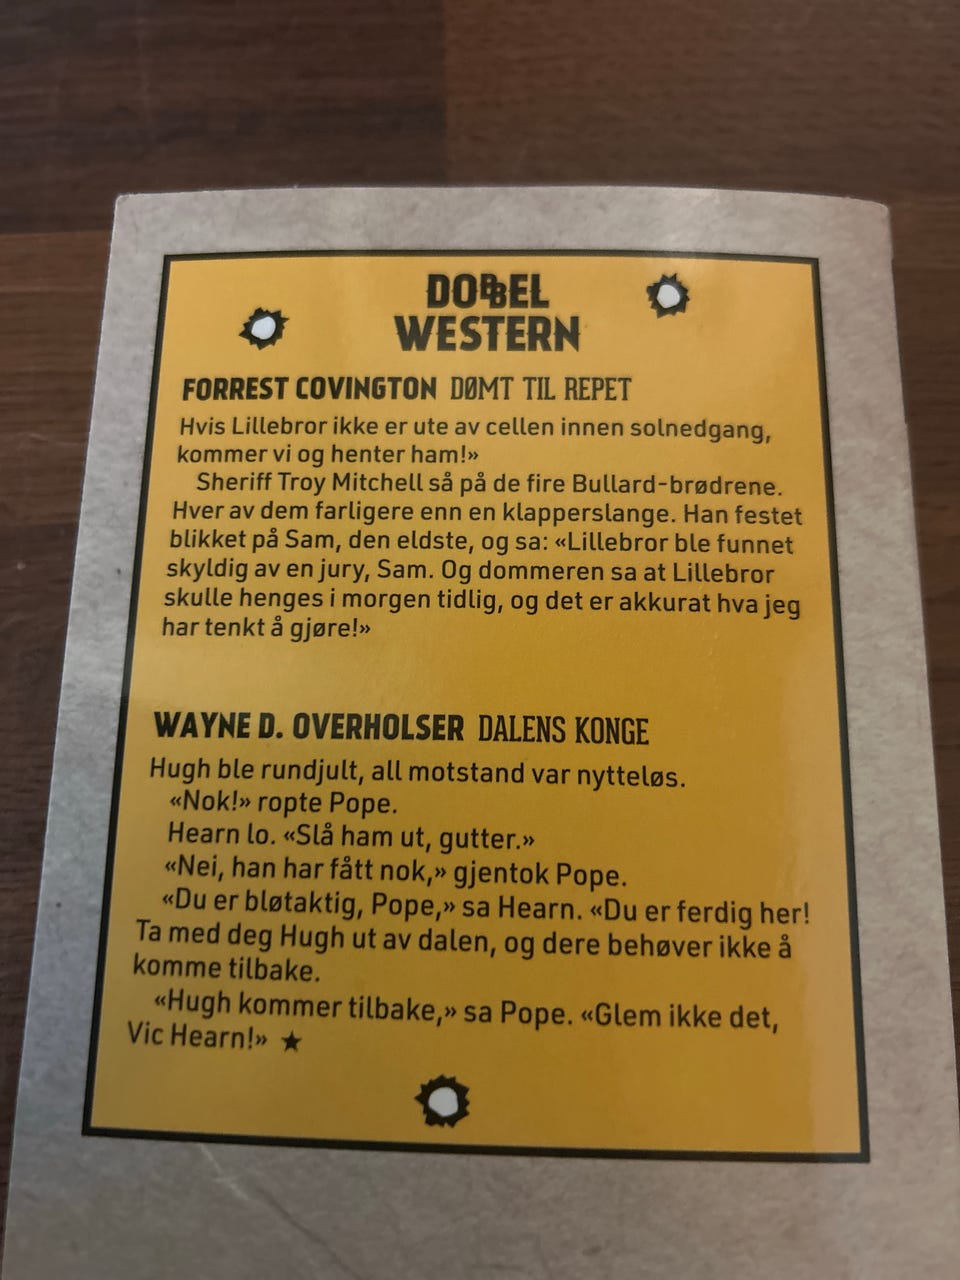 DOBBEL
WESTERN
FORREST COVINGTON DØMT TIL REPET
Hvis Lillebror ikke er ute av cellen innen solnedgang,
kommer vi og henter ham!»
Sheriff Troy Mitchell så på de fire Bullard-brødrene.
Hver av dem farligere enn en klapperslange. Han festet
blikket på Sam, den eldste, og sa: «Lillebror ble funnet
skyldig av en jury, Sam. Og dommeren sa at Lillebror
skulle henges i morgen tidlig, og det er akkurat hva jeg
har tenkt å gjøre!»
WAYNE D. OVERHOLSER DALENS KONGE
Hugh ble rundjult, all motstand var nytteløs.
«Nok!» ropte Pope.
Hearn lo. «Slå ham ut, gutter.»
«Nei, han har fått nok,» gjentok Pope.
«Du er bløtaktig, Pope,» sa Hearn. «Du er ferdig her!
Ta med deg Hugh ut av dalen, og dere behøver ikke å
komme tilbake.
«Hugh kommer tilbake,» sa Pope. «Glem ikke det,
Vic Hearn!» ★